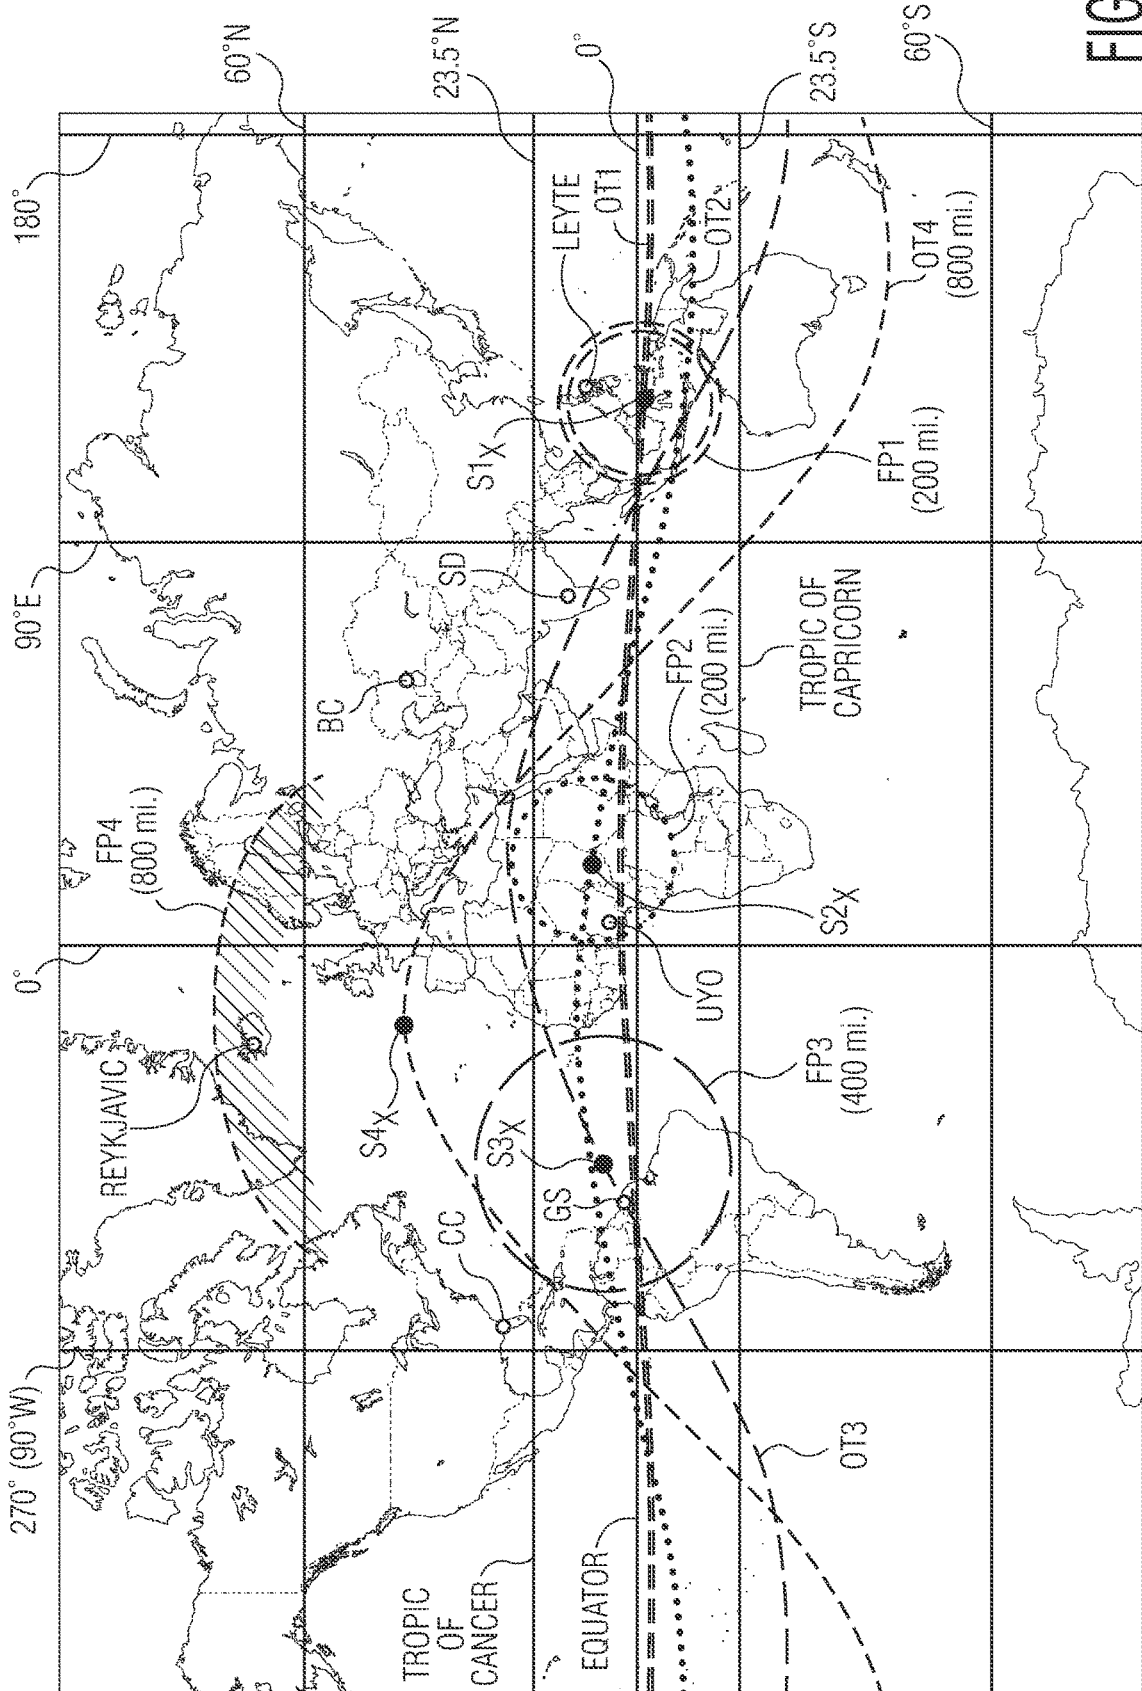 270° (90°W)
0°
90°E
180°
REYKJAVIC
FP4
(800 mi.)
60°N
S4X
BC
CC
SD
S1X
TROPIC
OF
CANCER
23.5°N
S3X
GS
LEYTE
OT1
EQUATOR
0°
UYO
FP2
(200 mi.)
OT2
S2X
TROPIC OF
CAPRICORN
23.5°S
OT3
FP3
(400 mi.)
FP1
(200 mi.)
OT4
(800 mi.)
60°S
FIG